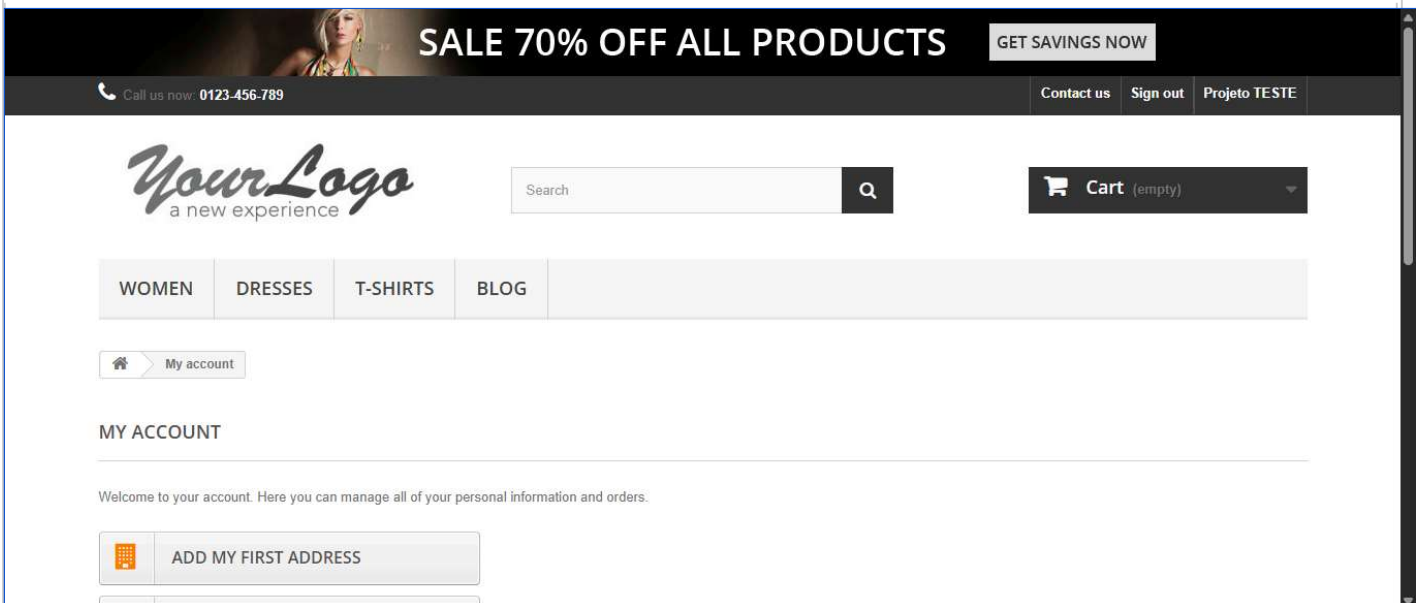 SALE 70% OFF ALL PRODUCTS GET SAVINGS NOW
Call us now: 0123-456-789 Contact us Sign out Projeto TESTE
YourLogo
a new experience
Search
Cart (empty)
WOMEN DRESSES T-SHIRTS BLOG
My account
MY ACCOUNT
Welcome to your account. Here you can manage all of your personal information and orders.
ADD MY FIRST ADDRESS